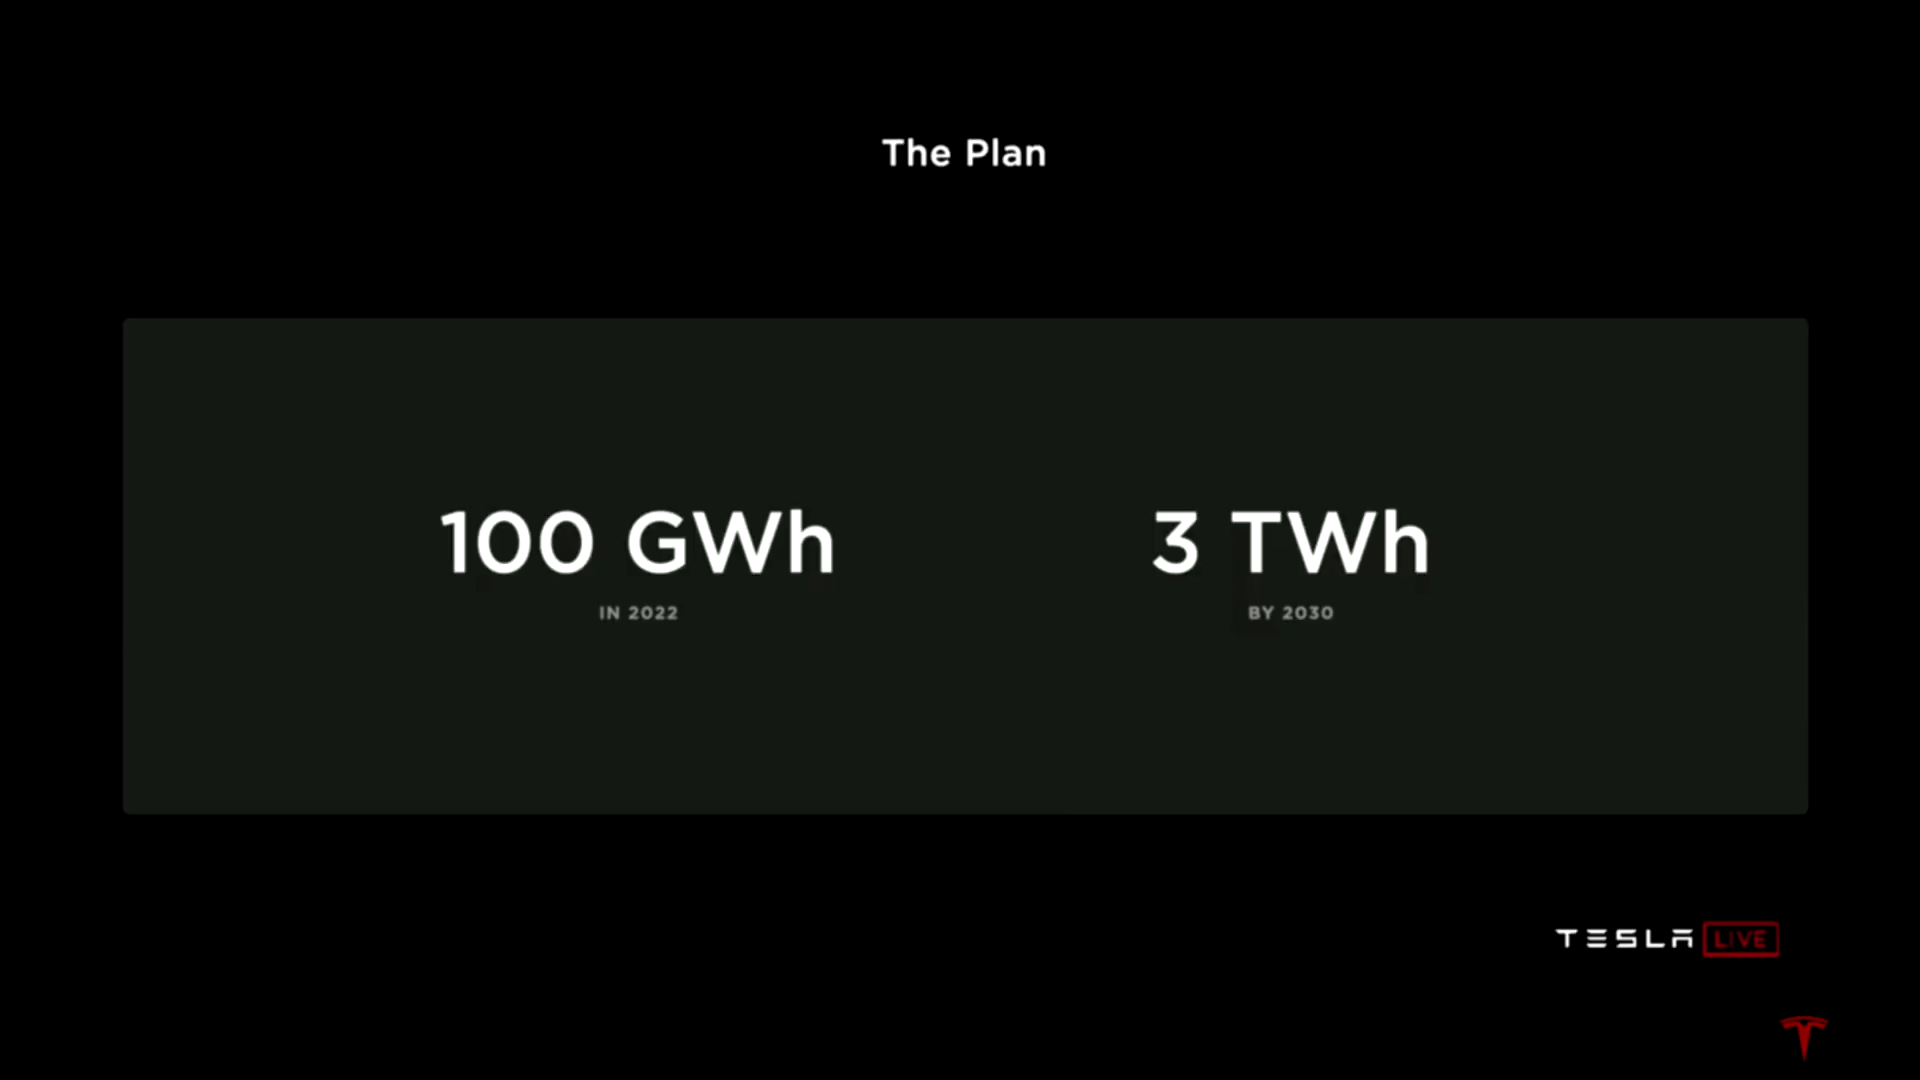 The Plan
100 GWh
IN 2022
3 TWh
BY 2030
TESLA LIVE